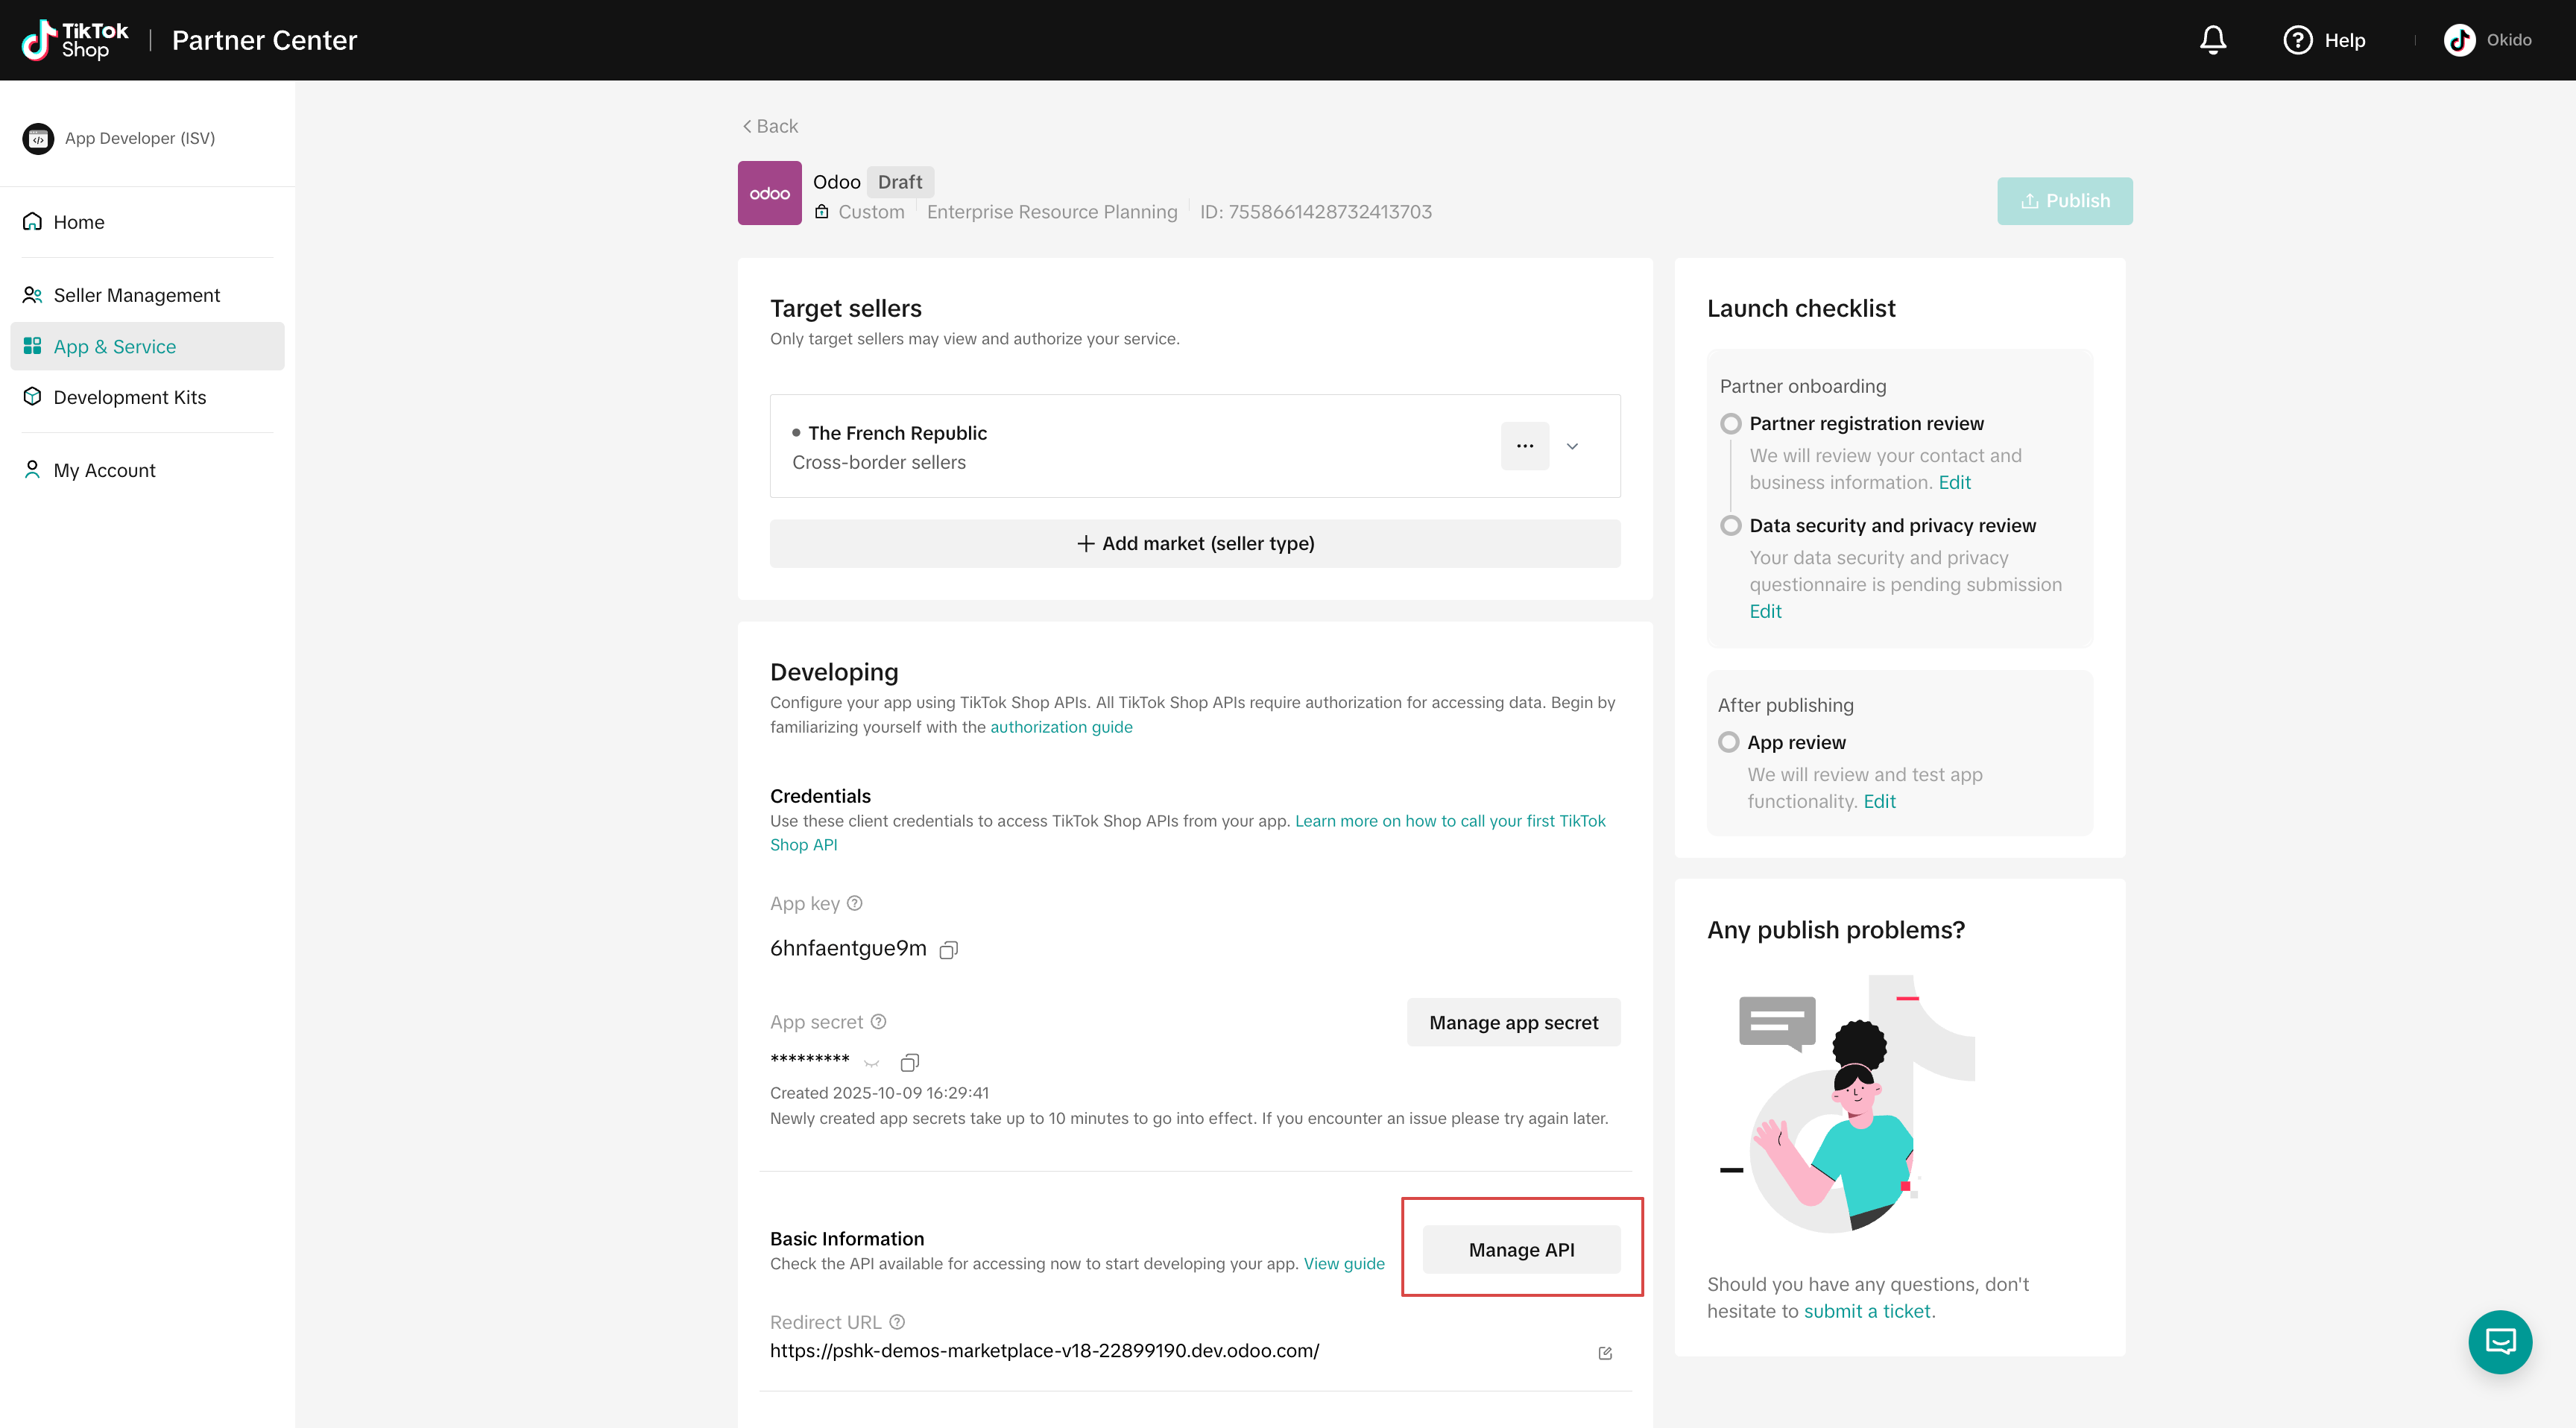 TikTok
Shop
Partner Center
Help
Okido
App Developer (ISV)
Home
Seller Management
App & Service
Development Kits
My Account
Back
odoo
Odoo
Draft
Custom
Enterprise Resource Planning
ID: 7558661428732413703
Publish
Target sellers
Only target sellers may view and authorize your service.
The French Republic
Cross-border sellers
Add market (seller type)
Developing
Configure your app using TikTok Shop APIs. All TikTok Shop APIs require authorization for accessing data. Begin by
familiarizing yourself with the authorization guide
Credentials
Use these client credentials to access TikTok Shop APIs from your app. Learn more on how to call your first TikTok
Shop API
App key
6hnfaentgue9m
App secret
Manage app secret
*********
Created 2025-10-09 16:29:41
Newly created app secrets take up to 10 minutes to go into effect. If you encounter an issue please try again later.
Basic Information
Check the API available for accessing now to start developing your app. View guide
Manage API
Redirect URL
https://pshk-demos-marketplace-v18-22899190.dev.odoo.com/
Launch checklist
Partner onboarding
Partner registration review
We will review your contact and
business information. Edit
Data security and privacy review
Your data security and privacy
questionnaire is pending submission
Edit
After publishing
App review
We will review and test app
functionality. Edit
Any publish problems?
Should you have any questions, don't
hesitate to submit a ticket.